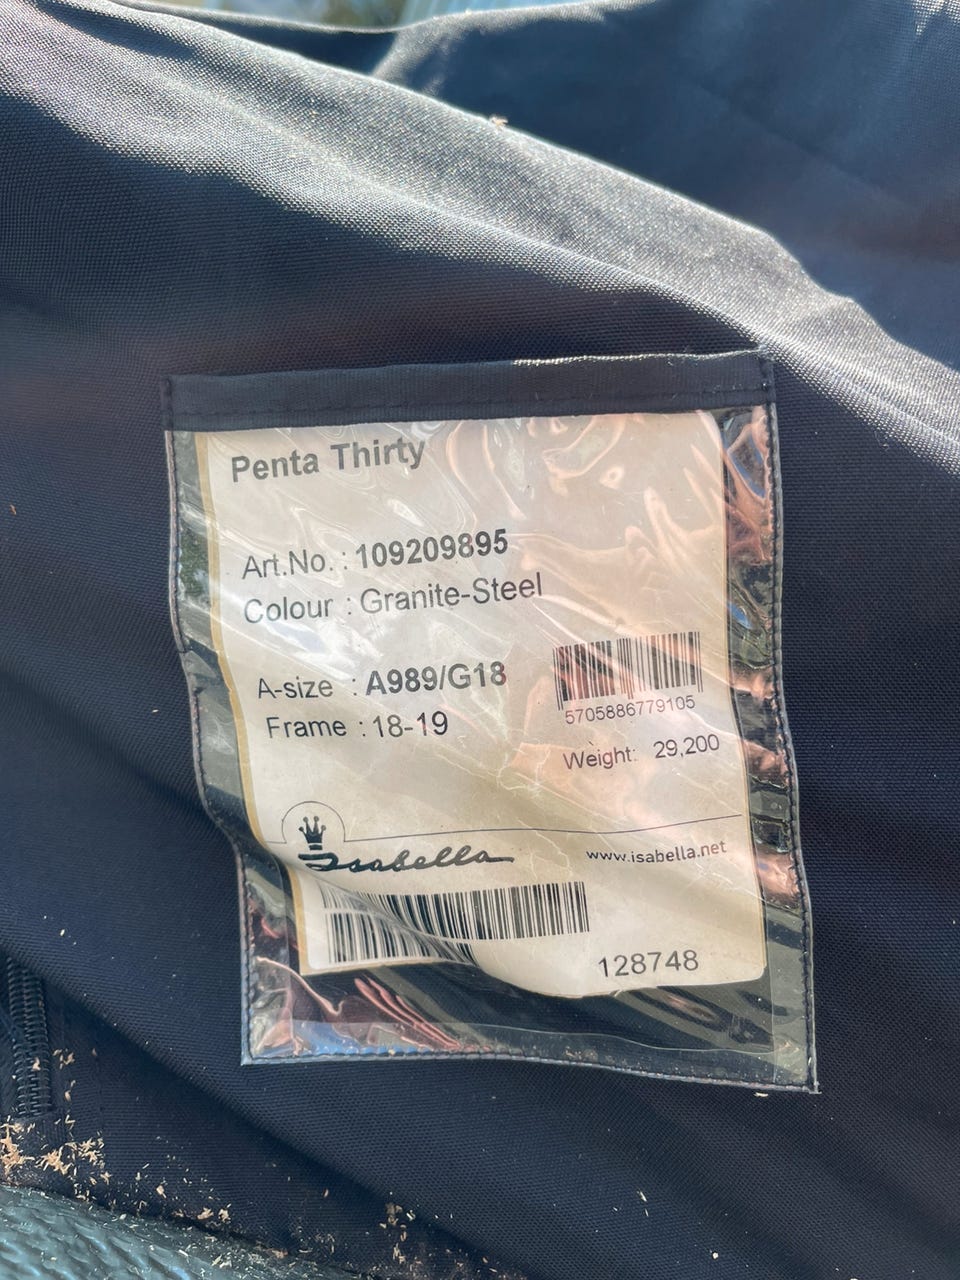 Penta Thirty
Art.No. : 109209895
Colour : Granite-Steel
A-size : A989/G18
Frame : 18-19
5705886779105
Weight: 29,200
Isabella
www.isabella.net
128748